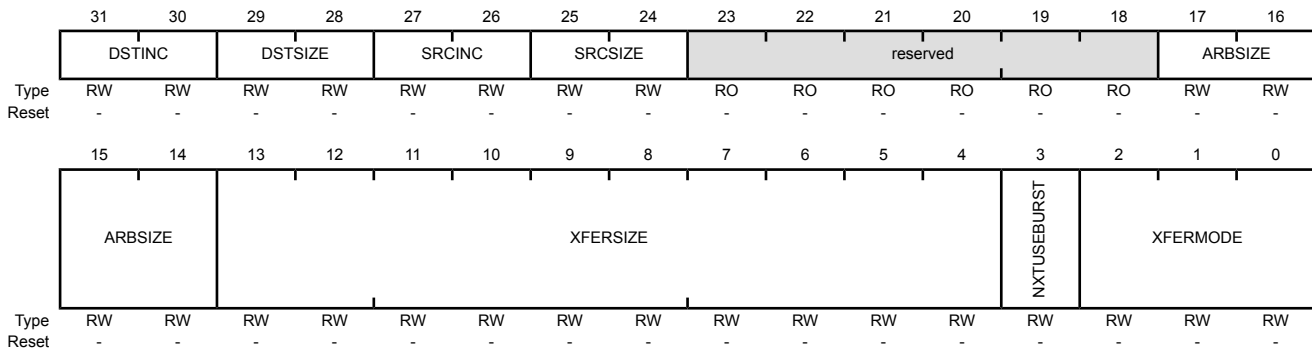 31 30 29 28 27 26 25 24 23 22 21 20 19 18 17 16
DSTINC DSTSIZE SRCINC SRCSIZE reserved ARBSIZE
Type RW RW RW RW RW RW RW RW RO RO RO RO RO RO RW RW
Reset - - - - - - - - - - - - - - - -
15 14 13 12 11 10 9 8 7 6 5 4 3 2 1 0
ARBSIZE XFERSIZE NXTUSEBURST XFERMODE
Type RW RW RW RW RW RW RW RW RW RW RW RW RW RW RW RW
Reset - - - - - - - - - - - - - - - -